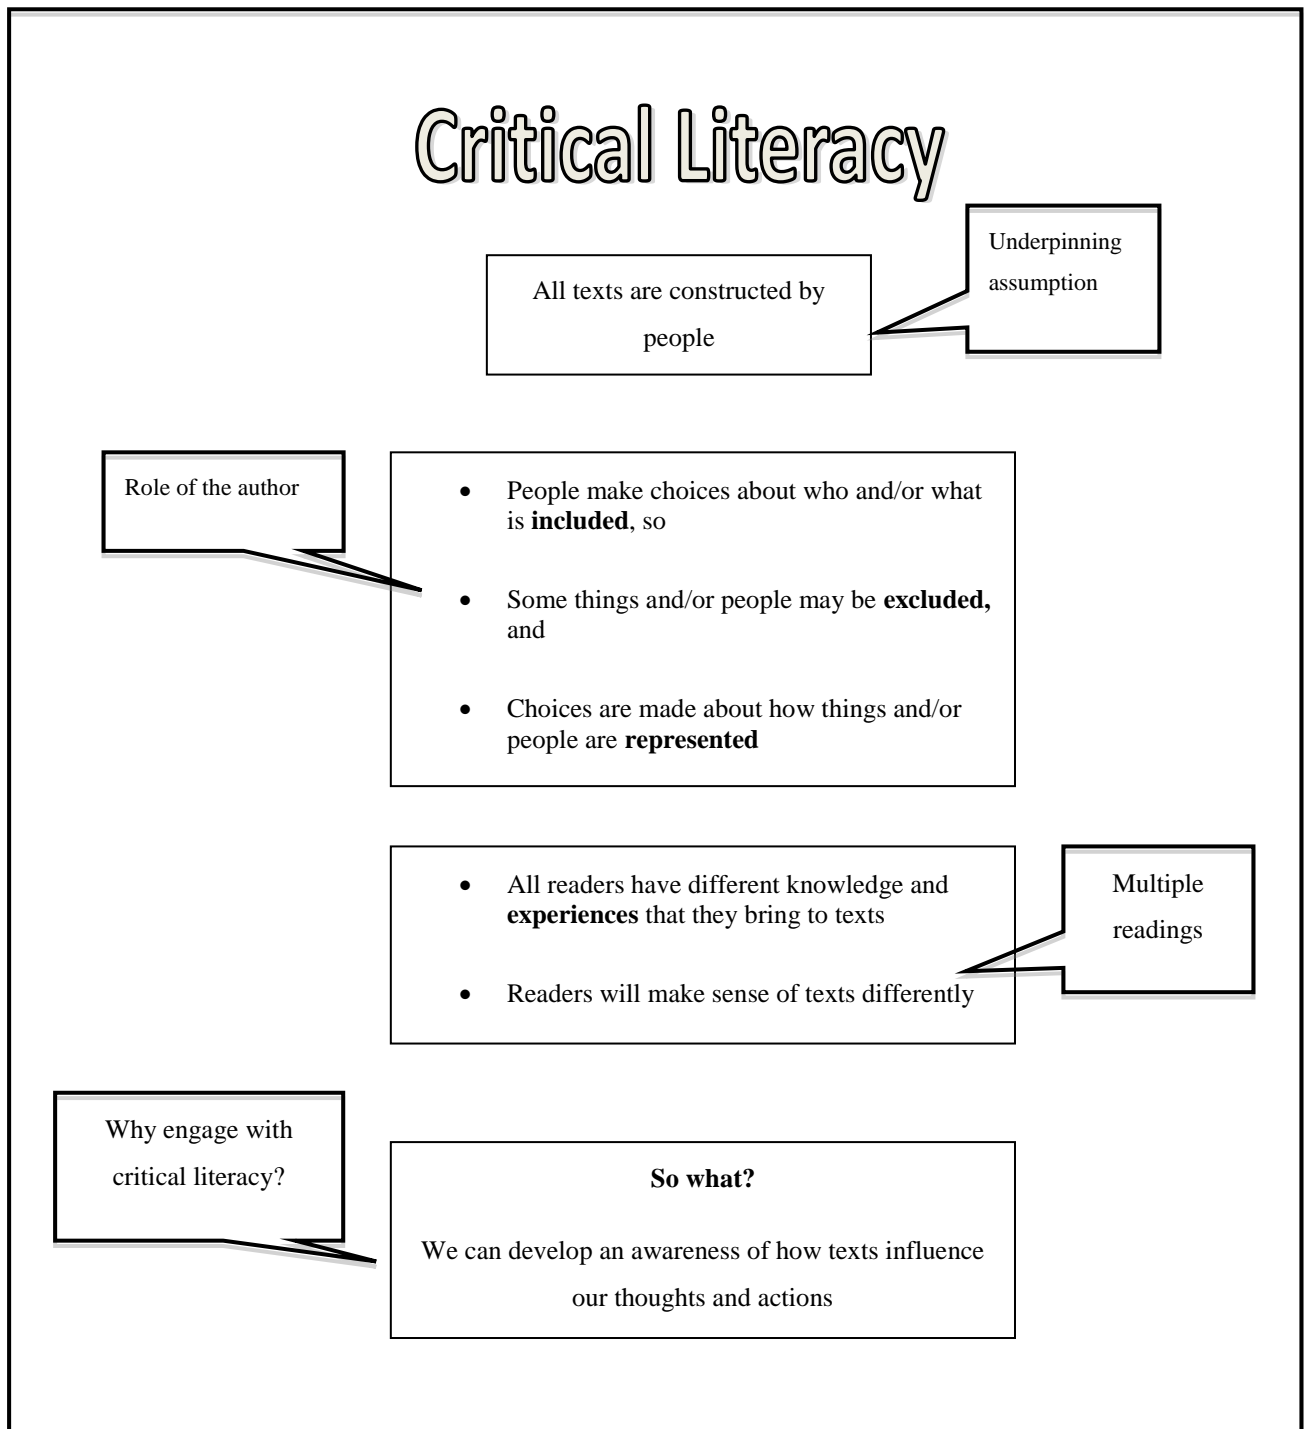 Critical Literacy
Underpinning
assumption
All texts are constructed by
people
Role of the author
• People make choices about who and/or what
is included, so
• Some things and/or people may be excluded,
and
• Choices are made about how things and/or
people are represented
• All readers have different knowledge and
experiences that they bring to texts
• Readers will make sense of texts differently
Multiple
readings
Why engage with
critical literacy?
So what?
We can develop an awareness of how texts influence
our thoughts and actions